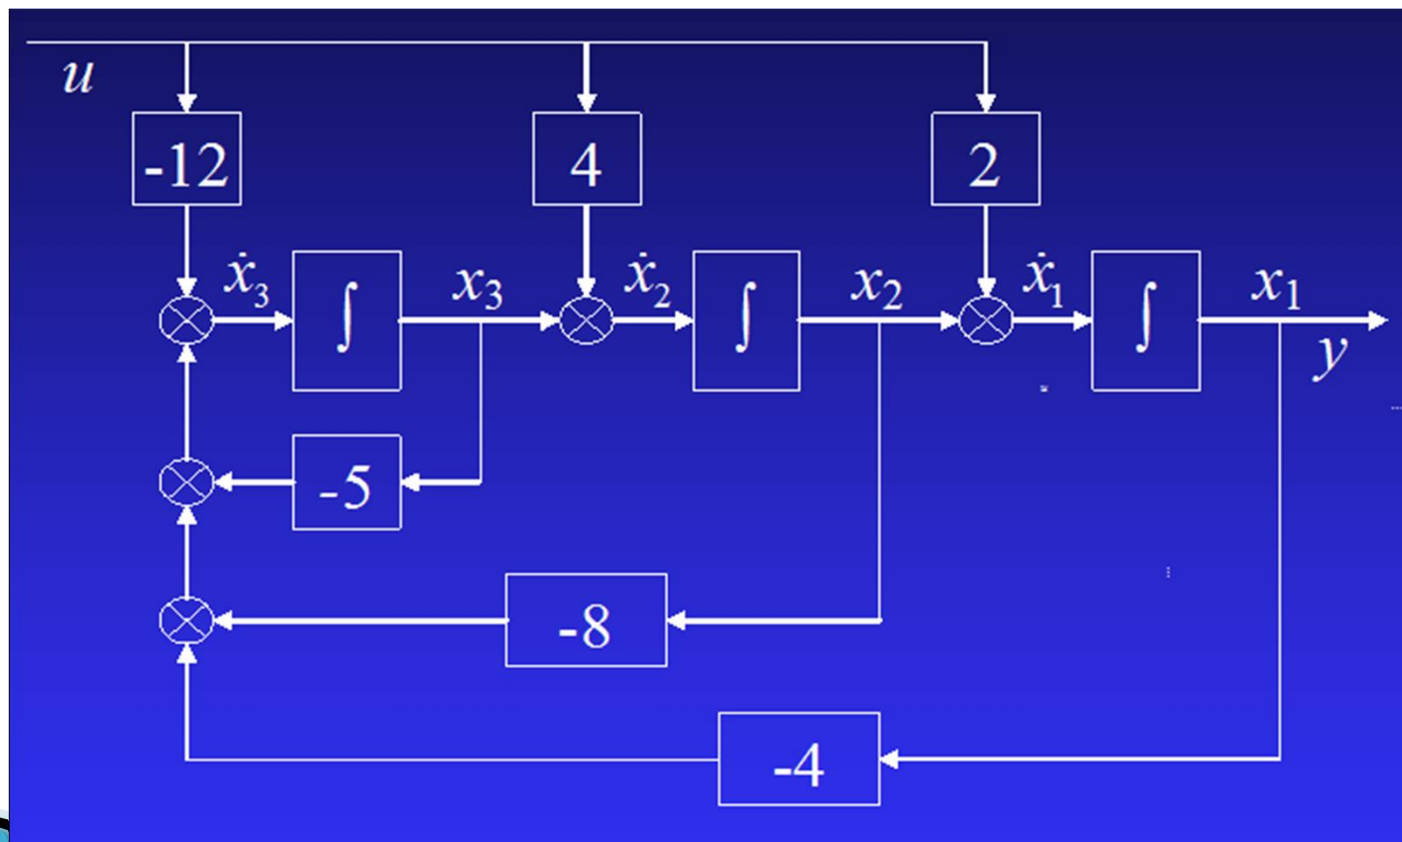 u
-12 4 2
ẋ₃ ∫ x₃ ẋ₂ ∫ x₂ ẋ₁ ∫ x₁
y
-5
-8
-4